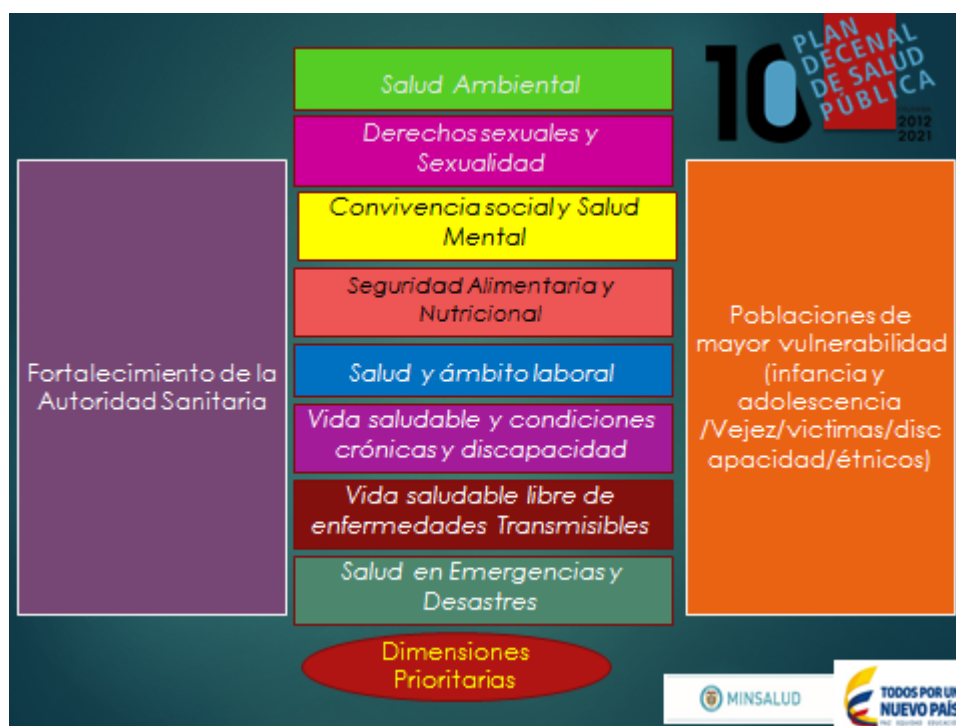 10 PLAN
DECENAL
DE SALUD
PÚBLICA
2012
2021
Salud Ambiental
Derechos sexuales y
Sexualidad
Convivencia social y Salud
Mental
Seguridad Alimentaria y
Nutricional
Salud y ámbito laboral
Vida saludable y condiciones
crónicas y discapacidad
Vida saludable libre de
enfermedades Transmisibles
Salud en Emergencias y
Desastres
Dimensiones
Prioritarias
Fortalecimiento de la
Autoridad Sanitaria
Poblaciones de
mayor vulnerabilidad
(infancia y
adolescencia
/Vejez/victimas/disc
apacidad/étnicos)
MINSALUD
TODOS POR UN
NUEVO PAÍS
PAZ EQUIDAD EDUCACIÓ